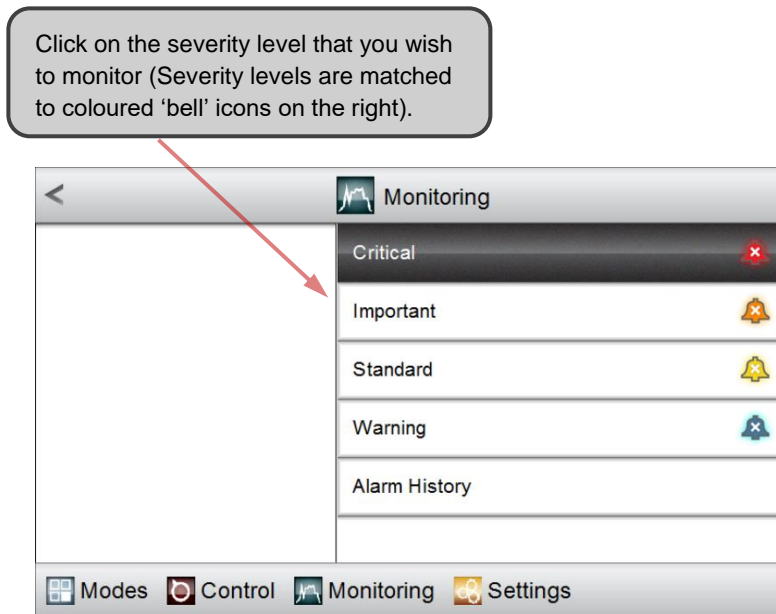 Click on the severity level that you wish
to monitor (Severity levels are matched
to coloured ‘bell’ icons on the right).
< Monitoring
Critical
Important
Standard
Warning
Alarm History
Modes Control Monitoring Settings